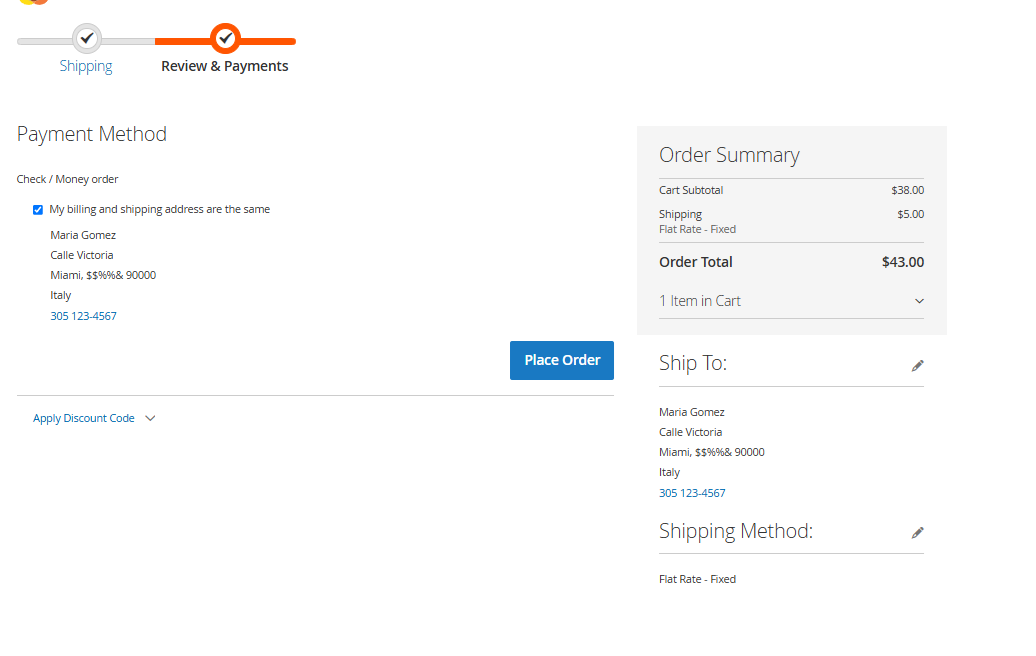 Shipping
Review & Payments
Payment Method
Check / Money order
My billing and shipping address are the same
Maria Gomez
Calle Victoria
Miami, $$%%& 90000
Italy
305 123-4567
Place Order
Apply Discount Code
Order Summary
Cart Subtotal $38.00
Shipping $5.00
Flat Rate - Fixed
Order Total $43.00
1 Item in Cart
Ship To:
Maria Gomez
Calle Victoria
Miami, $$%%& 90000
Italy
305 123-4567
Shipping Method:
Flat Rate - Fixed